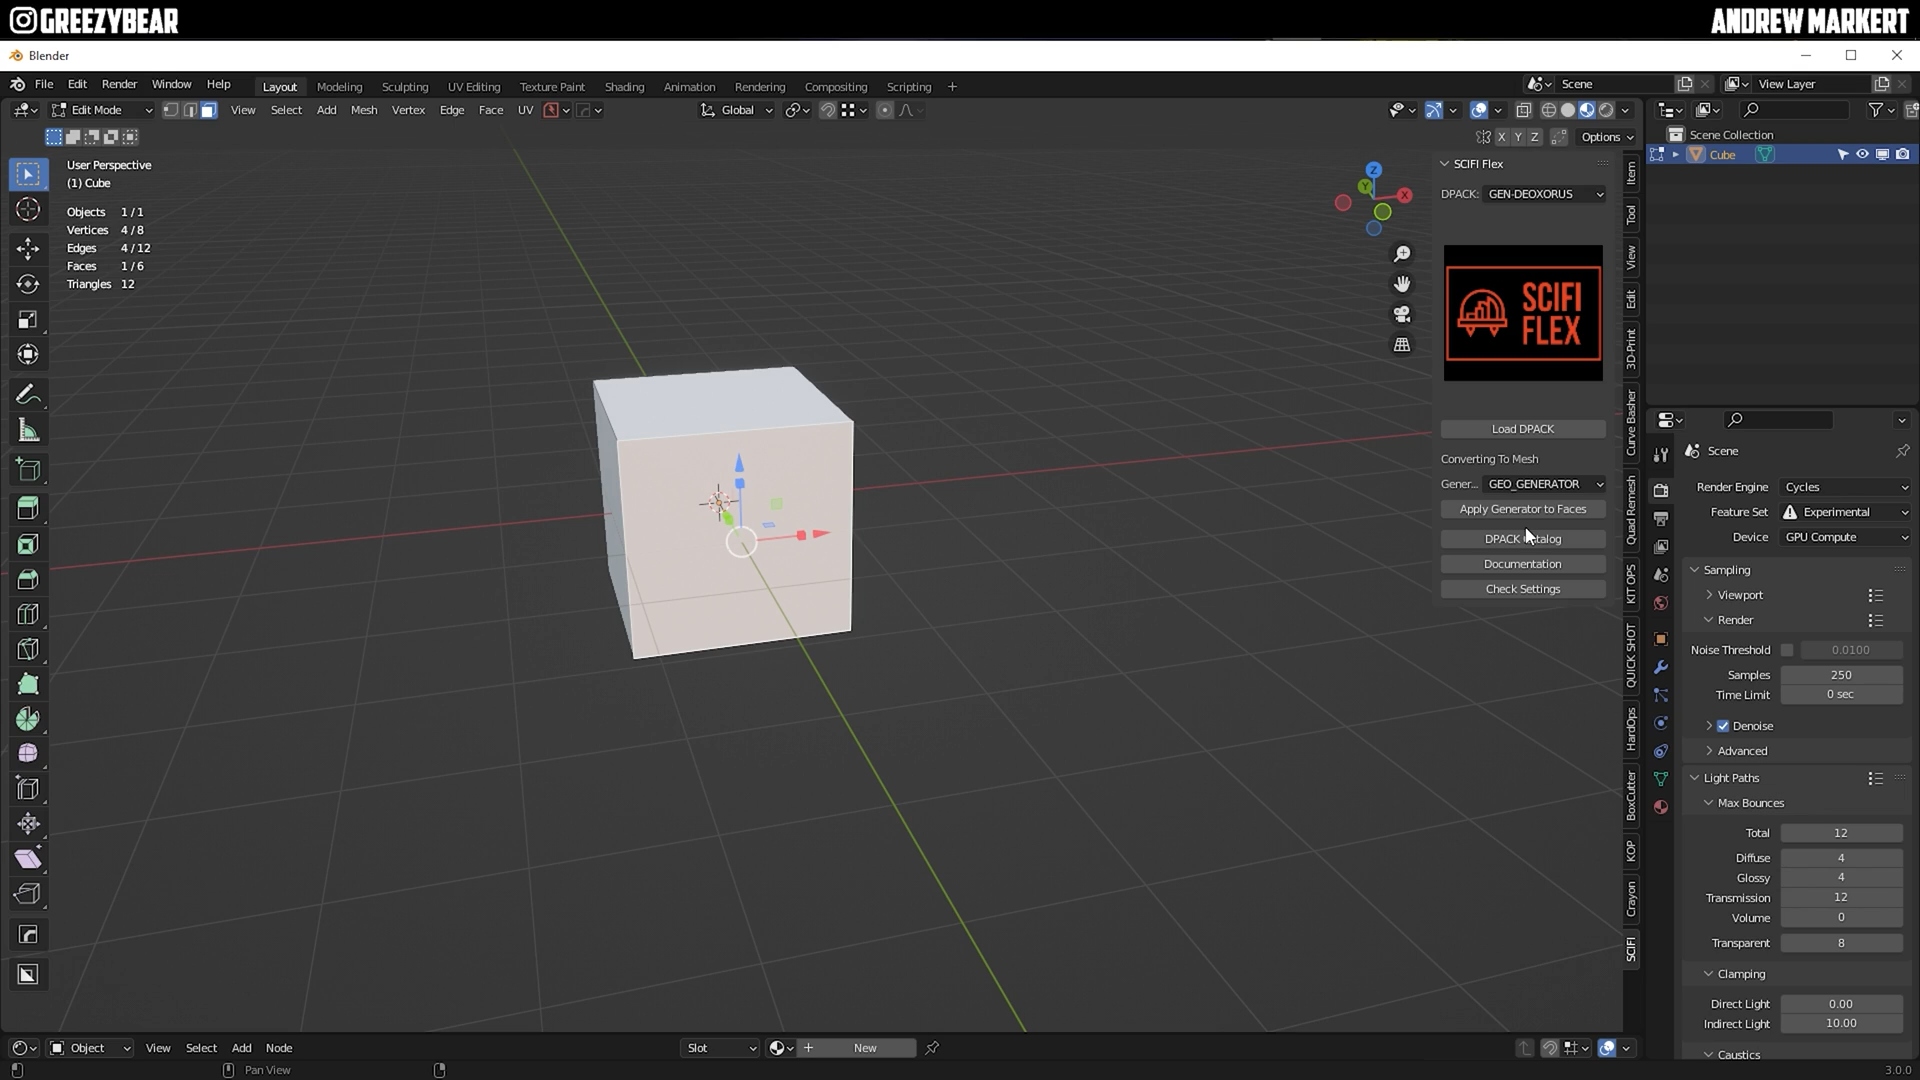 GREEZYBEAR
ANDREW MARKERT
Blender
File Edit Render Window Help
Layout Modeling Sculpting UV Editing Texture Paint Shading Animation Rendering Compositing Scripting +
Scene
View Layer
Edit Mode
View Select Add Mesh Vertex Edge Face UV
Global
X Y Z
Options
User Perspective
(1) Cube
Objects 1/1
Vertices 4/8
Edges 4/12
Faces 1/6
Triangles 12
Z
Y
X
SCIFI Flex
DPACK: GEN-DEOXORUS
SCIFI
FLEX
Load DPACK
Converting To Mesh
Gener... GEO_GENERATOR
Apply Generator to Faces
DPACK
Documentation
Check Settings
Item
Tool
View
Edit
3D-Print
Curve Basher
Quad Remesh
KIT OPS
QUICK SHOT
HardOps
BoxCutter
KOP
Crayon
SCIFI
Scene Collection
Cube
Scene
Render Engine Cycles
Feature Set Experimental
Device GPU Compute
Sampling
Viewport
Render
Noise Threshold 0.0100
Samples 250
Time Limit 0 sec
Denoise
Advanced
Light Paths
Max Bounces
Total 12
Diffuse 4
Glossy 4
Transmission 12
Volume 0
Transparent 8
Clamping
Direct Light 0.00
Indirect Light 10.00
Caustics
Object
View Select Add Node
Slot
+ New
Pan View
3.0.0